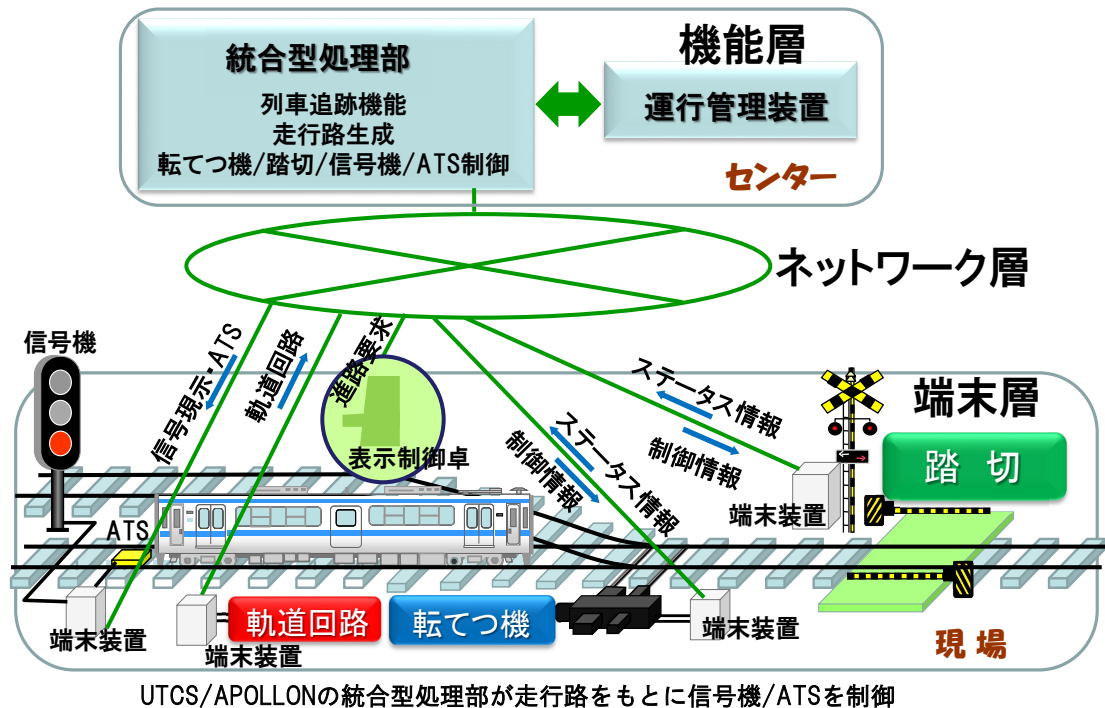 機能層
統合型処理部
列車追跡機能
走行路生成
転てつ機/踏切/信号機/ATS制御
運行管理装置
センター
ネットワーク層
信号機
信号現示・ATS
軌道回路
進路要求
ステータス情報
制御情報
ステータス情報
制御情報
端末層
表示制御卓
踏 切
端末装置
ATS
軌道回路
転てつ機
端末装置
端末装置
端末装置
現 場
UTCS/APOLLONの統合型処理部が走行路をもとに信号機/ATSを制御